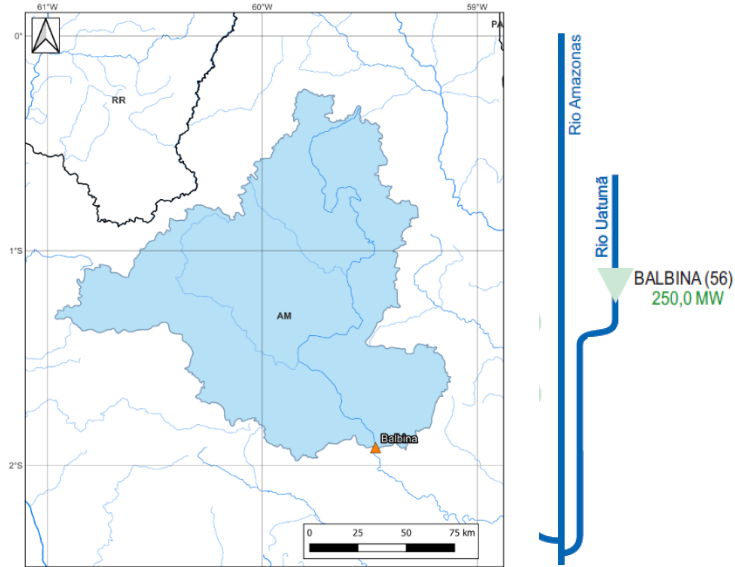 61°W
60°W
59°W
PA
0°
RR
1°S
AM
Balbina
2°S
0 25 50 75 km
Rio Amazonas
Rio Uatumã
BALBINA (56)
250,0 MW